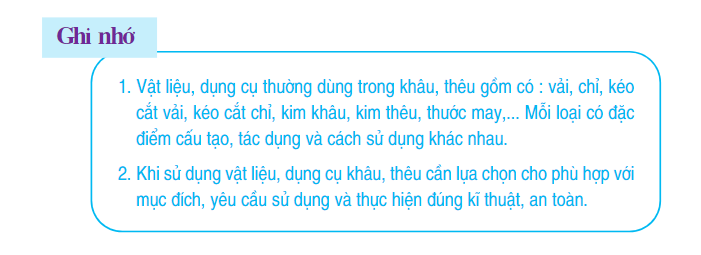 Ghi nhớ
1. Vật liệu, dụng cụ thường dùng trong khâu, thêu gồm có : vải, chỉ, kéo
cắt vải, kéo cắt chỉ, kim khâu, kim thêu, thước may,... Mỗi loại có đặc
điểm cấu tạo, tác dụng và cách sử dụng khác nhau.
2. Khi sử dụng vật liệu, dụng cụ khâu, thêu cần lựa chọn cho phù hợp với
mục đích, yêu cầu sử dụng và thực hiện đúng kĩ thuật, an toàn.